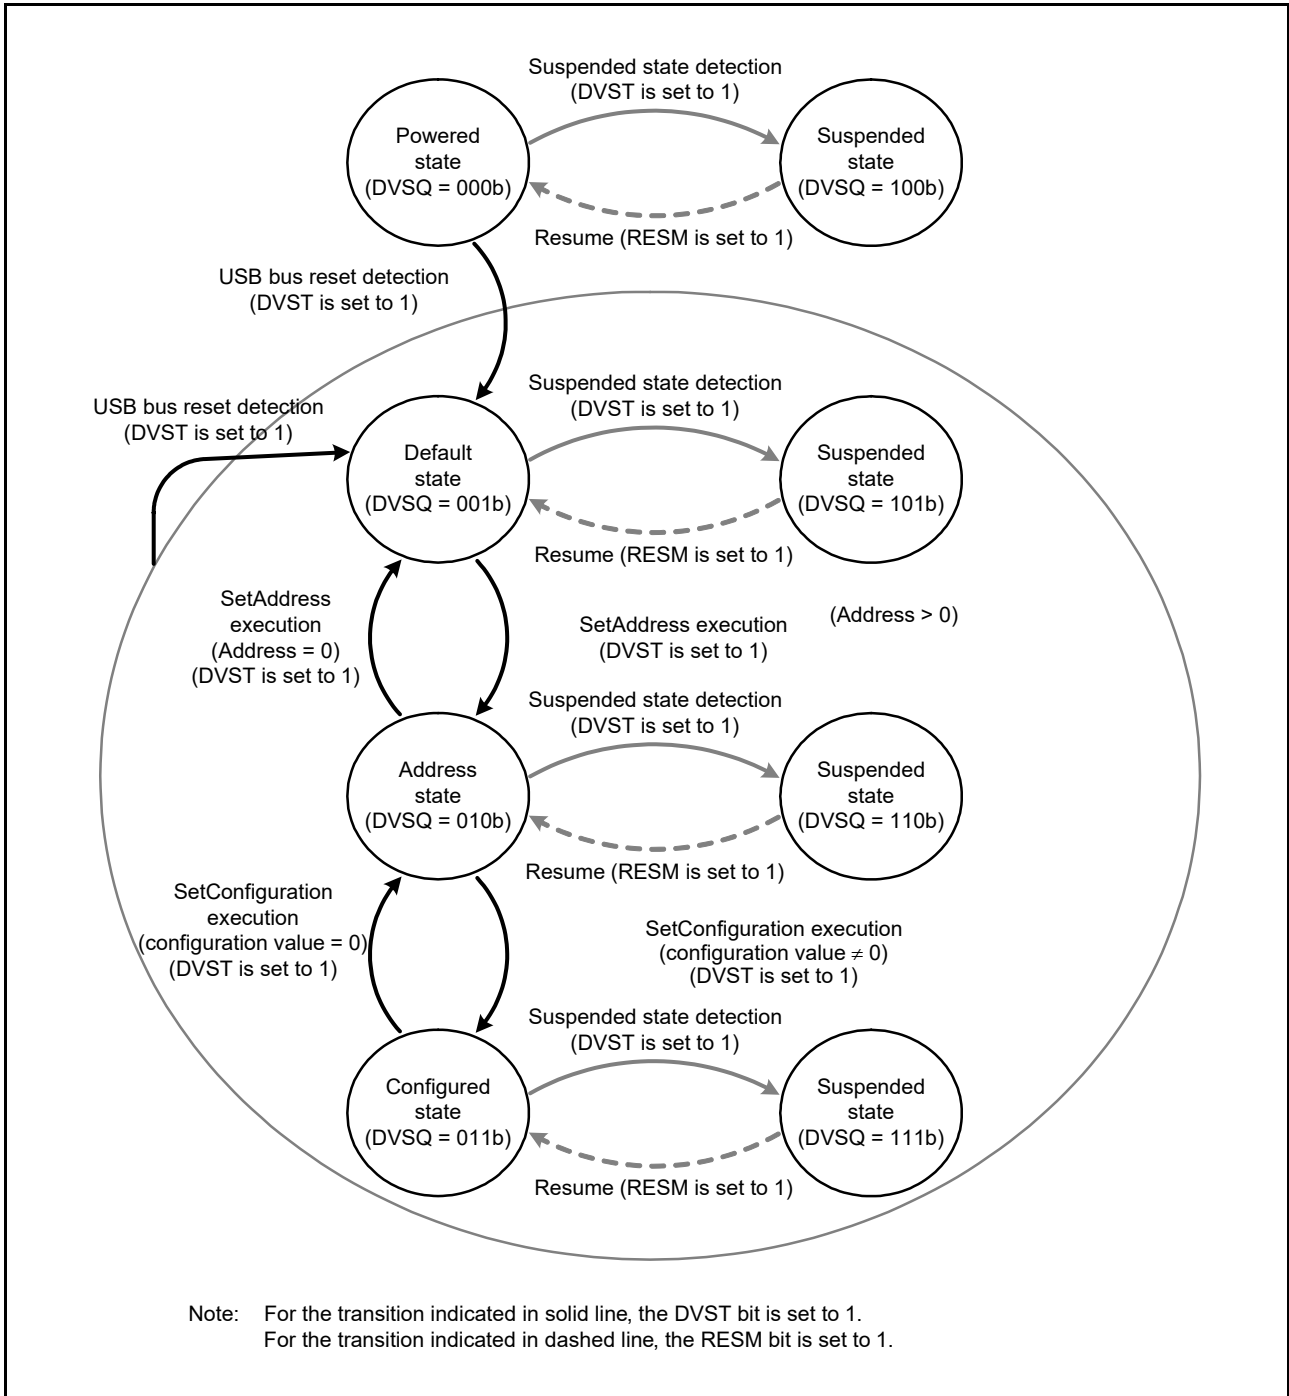 Suspended state detection
(DVST is set to 1)
Powered
state
(DVSQ = 000b)
Suspended
state
(DVSQ = 100b)
Resume (RESM is set to 1)
USB bus reset detection
(DVST is set to 1)
USB bus reset detection
(DVST is set to 1)
Suspended state detection
(DVST is set to 1)
Default
state
(DVSQ = 001b)
Suspended
state
(DVSQ = 101b)
Resume (RESM is set to 1)
SetAddress
execution
(Address = 0)
(DVST is set to 1)
SetAddress execution
(DVST is set to 1)
(Address > 0)
Suspended state detection
(DVST is set to 1)
Address
state
(DVSQ = 010b)
Suspended
state
(DVSQ = 110b)
Resume (RESM is set to 1)
SetConfiguration
execution
(configuration value = 0)
(DVST is set to 1)
SetConfiguration execution
(configuration value ≠ 0)
(DVST is set to 1)
Suspended state detection
(DVST is set to 1)
Configured
state
(DVSQ = 011b)
Suspended
state
(DVSQ = 111b)
Resume (RESM is set to 1)
Note: For the transition indicated in solid line, the DVST bit is set to 1.
For the transition indicated in dashed line, the RESM bit is set to 1.